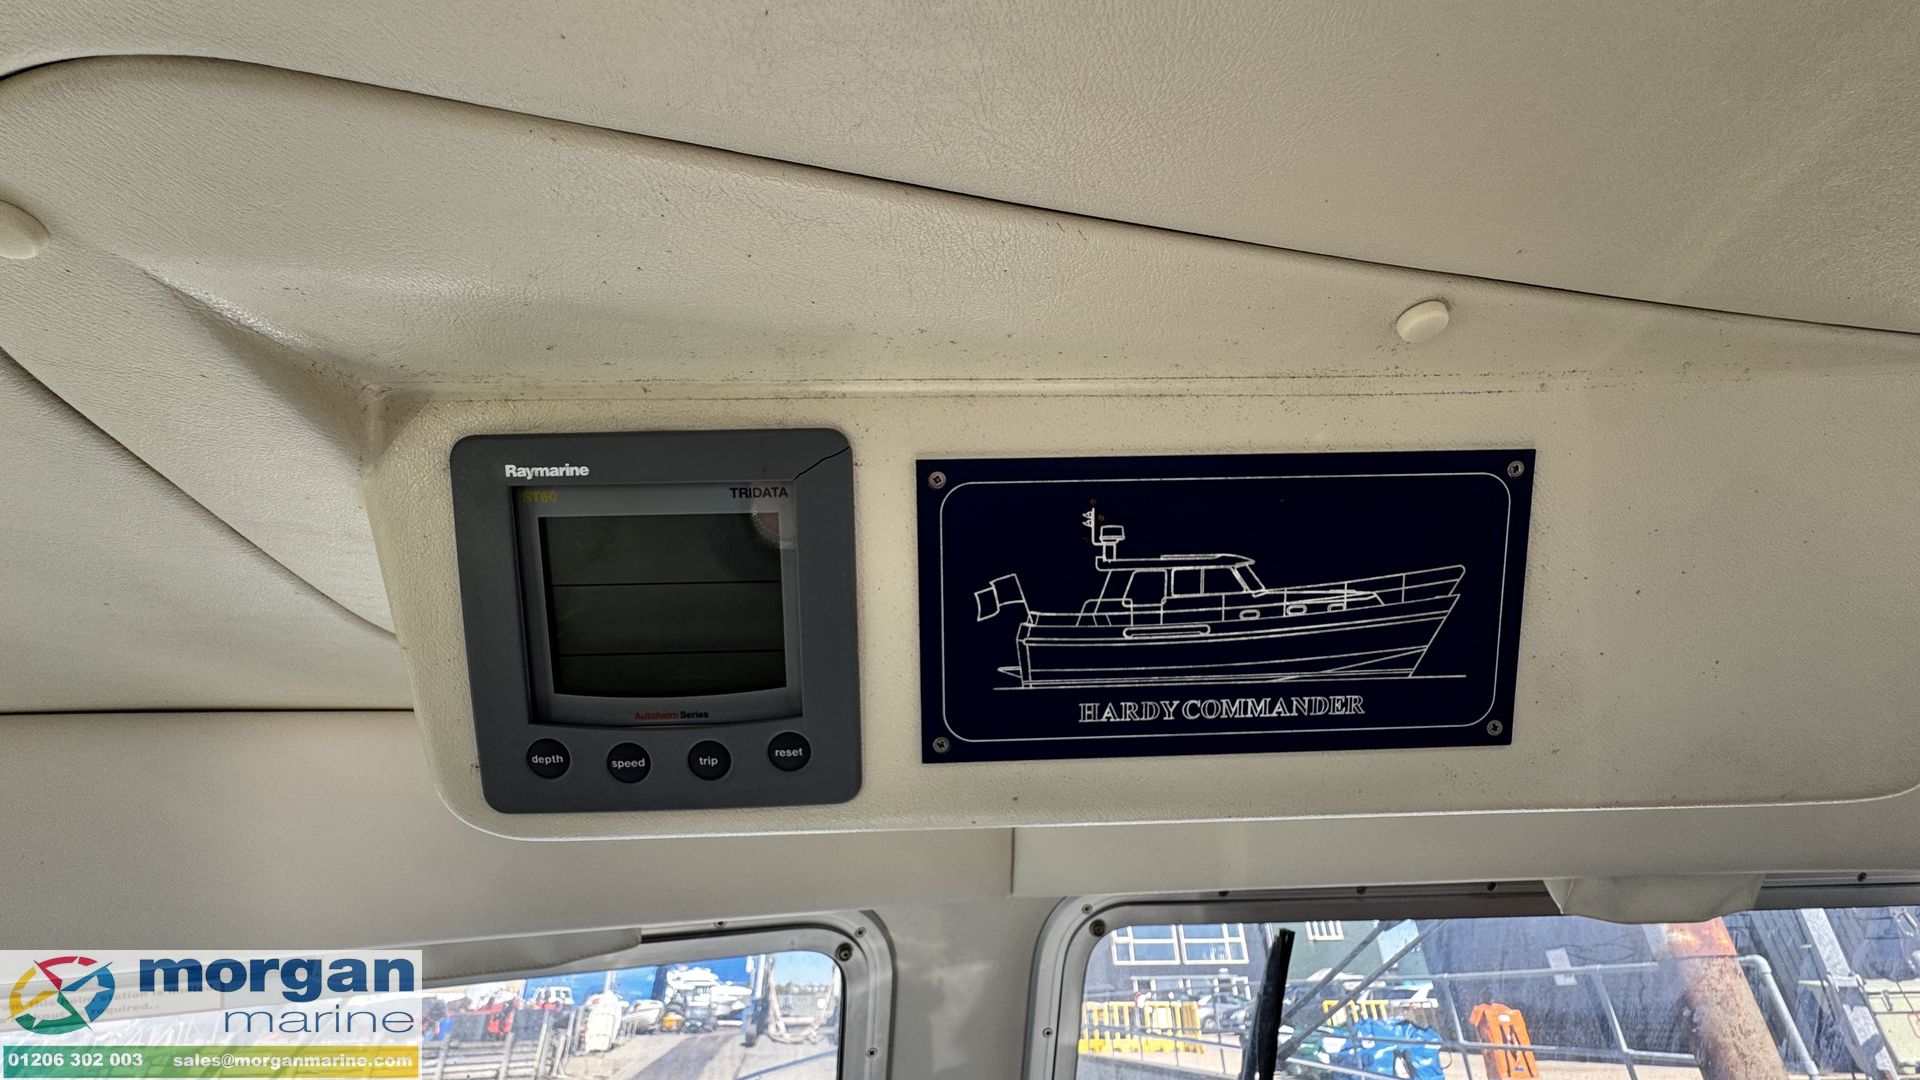 Raymarine
ST60 TRIDATA
Autohelm Series
depth speed trip reset
HARDY COMMANDER
morgan
marine
01206 302 003 sales@morganmarine.com